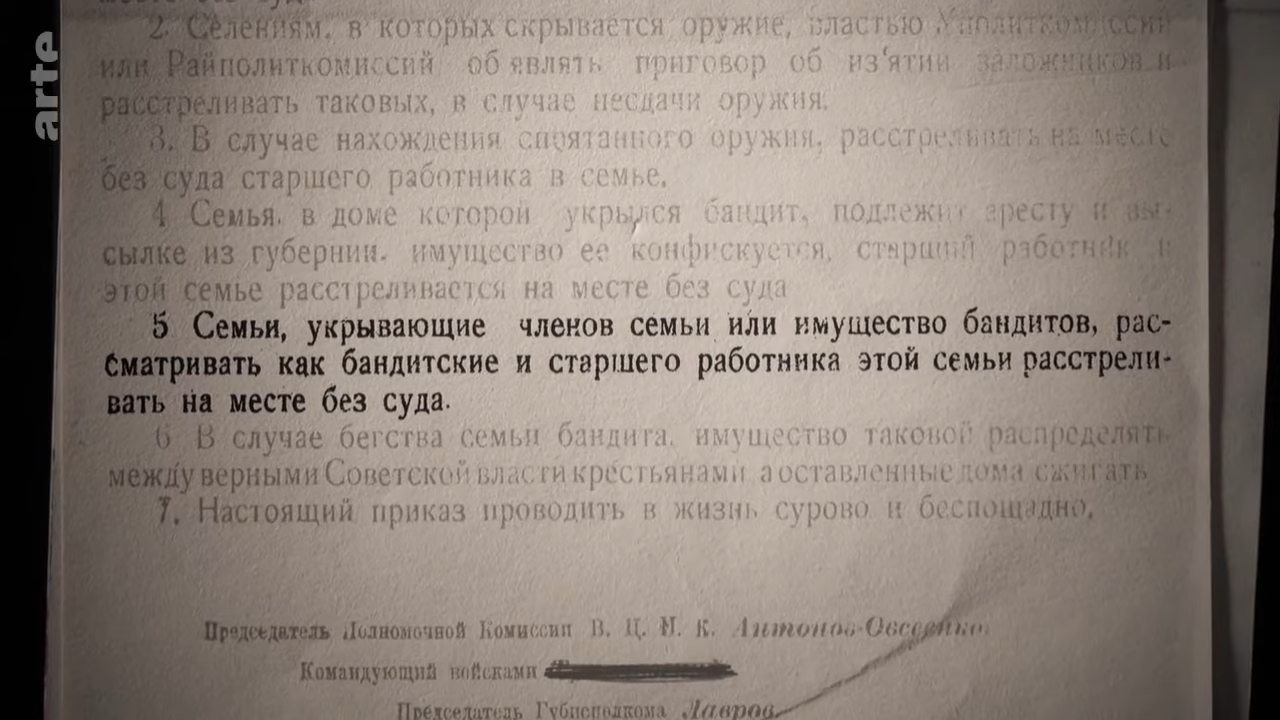 2. Селениям, в которых скрывается оружие, властью Уполиткомиссий
или Райполиткомиссий объявлять приговор об из'ятии заложников и
расстреливать таковых, в случае несдачи оружия.
3. В случае нахождения спрятанного оружия, расстреливать на месте
без суда старшего работника в семье.
4 Семья, в доме которой укрылся бандит, подлежит аресту и вы-
сылке из губернии, имущество ее конфискуется, старший работник в
этой семье расстреливается на месте без суда
5 Семьи, укрывающие членов семьи или имущество бандитов, рас-
сматривать как бандитские и старшего работника этой семьи расстрели-
вать на месте без суда.
6 В случае бегства семьи бандита, имущество таковой распределять
между верными Советской власти крестьянами а оставленные дома сжигать
7. Настоящий приказ проводить в жизнь сурово и беспощадно.
Председатель Полномочной Комиссии В. Ц. И. К. Антонов-Овсеенко.
Командующий войсками
Председатель Губисполкома Лавров.
arte